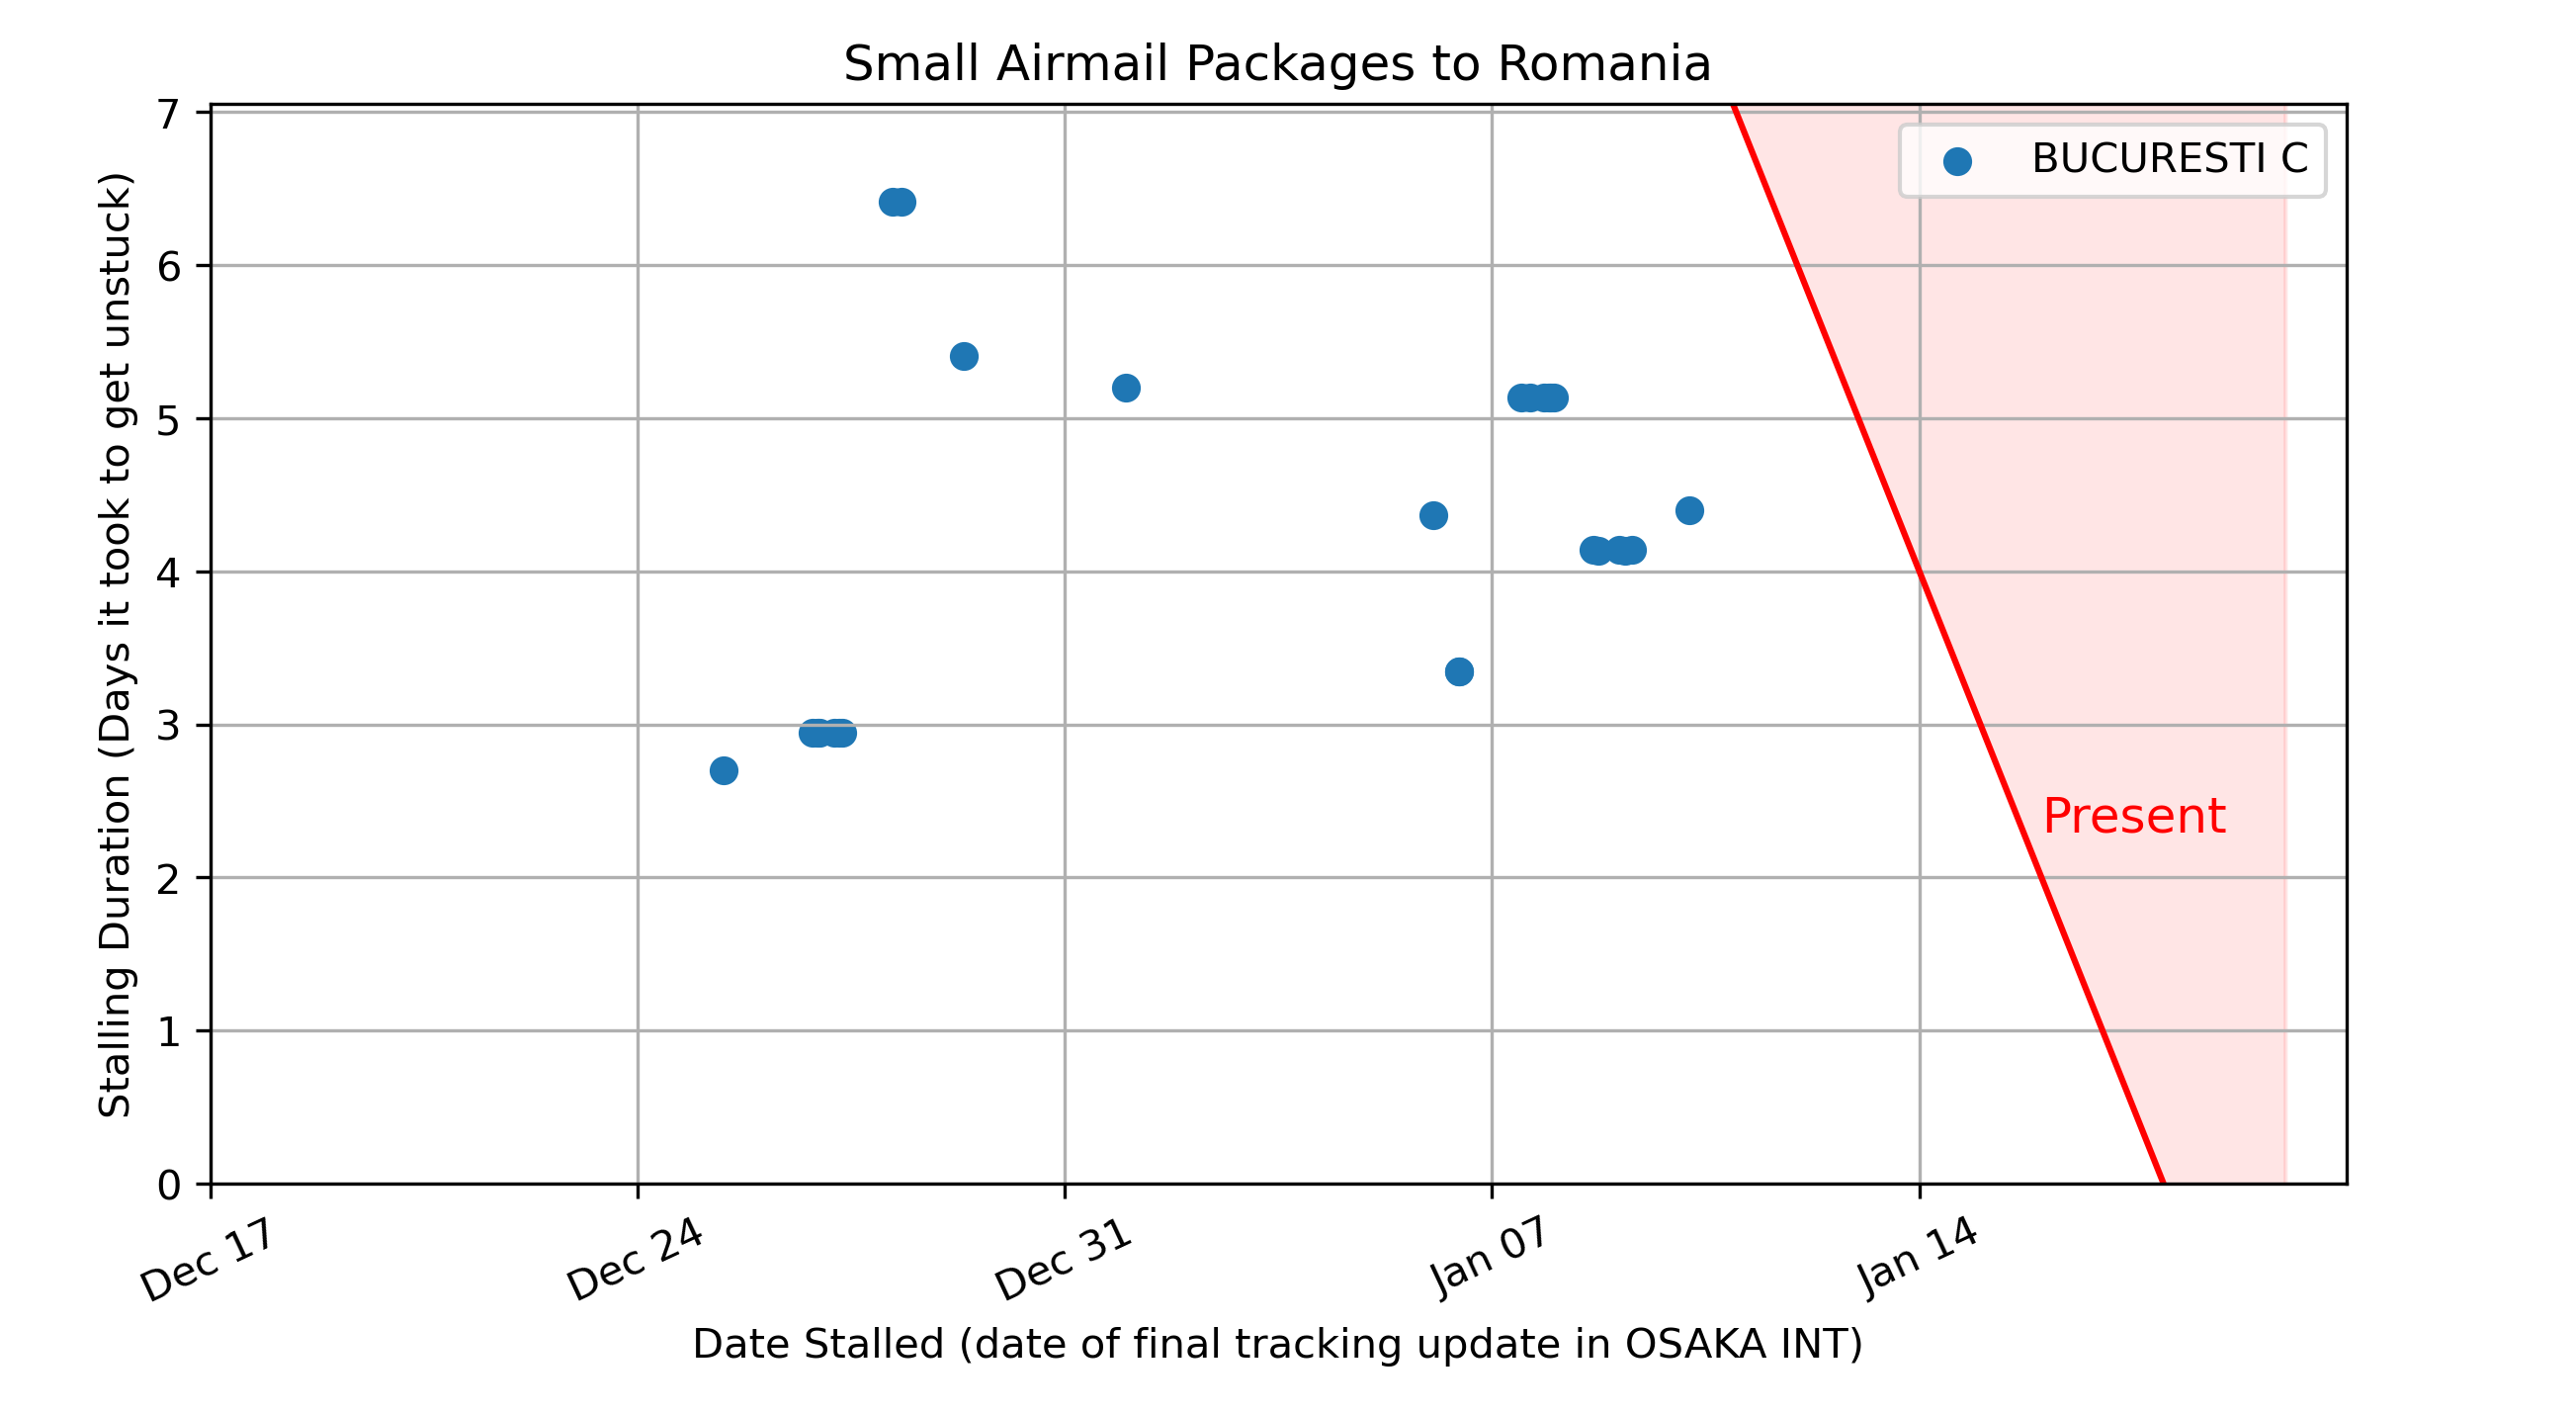 Small Airmail Packages to Romania
BUCURESTI C
Stalling Duration (Days it took to get unstuck)
7
6
5
4
3
2
1
0
Present
Dec 17
Dec 24
Dec 31
Jan 07
Jan 14
Date Stalled (date of final tracking update in OSAKA INT)